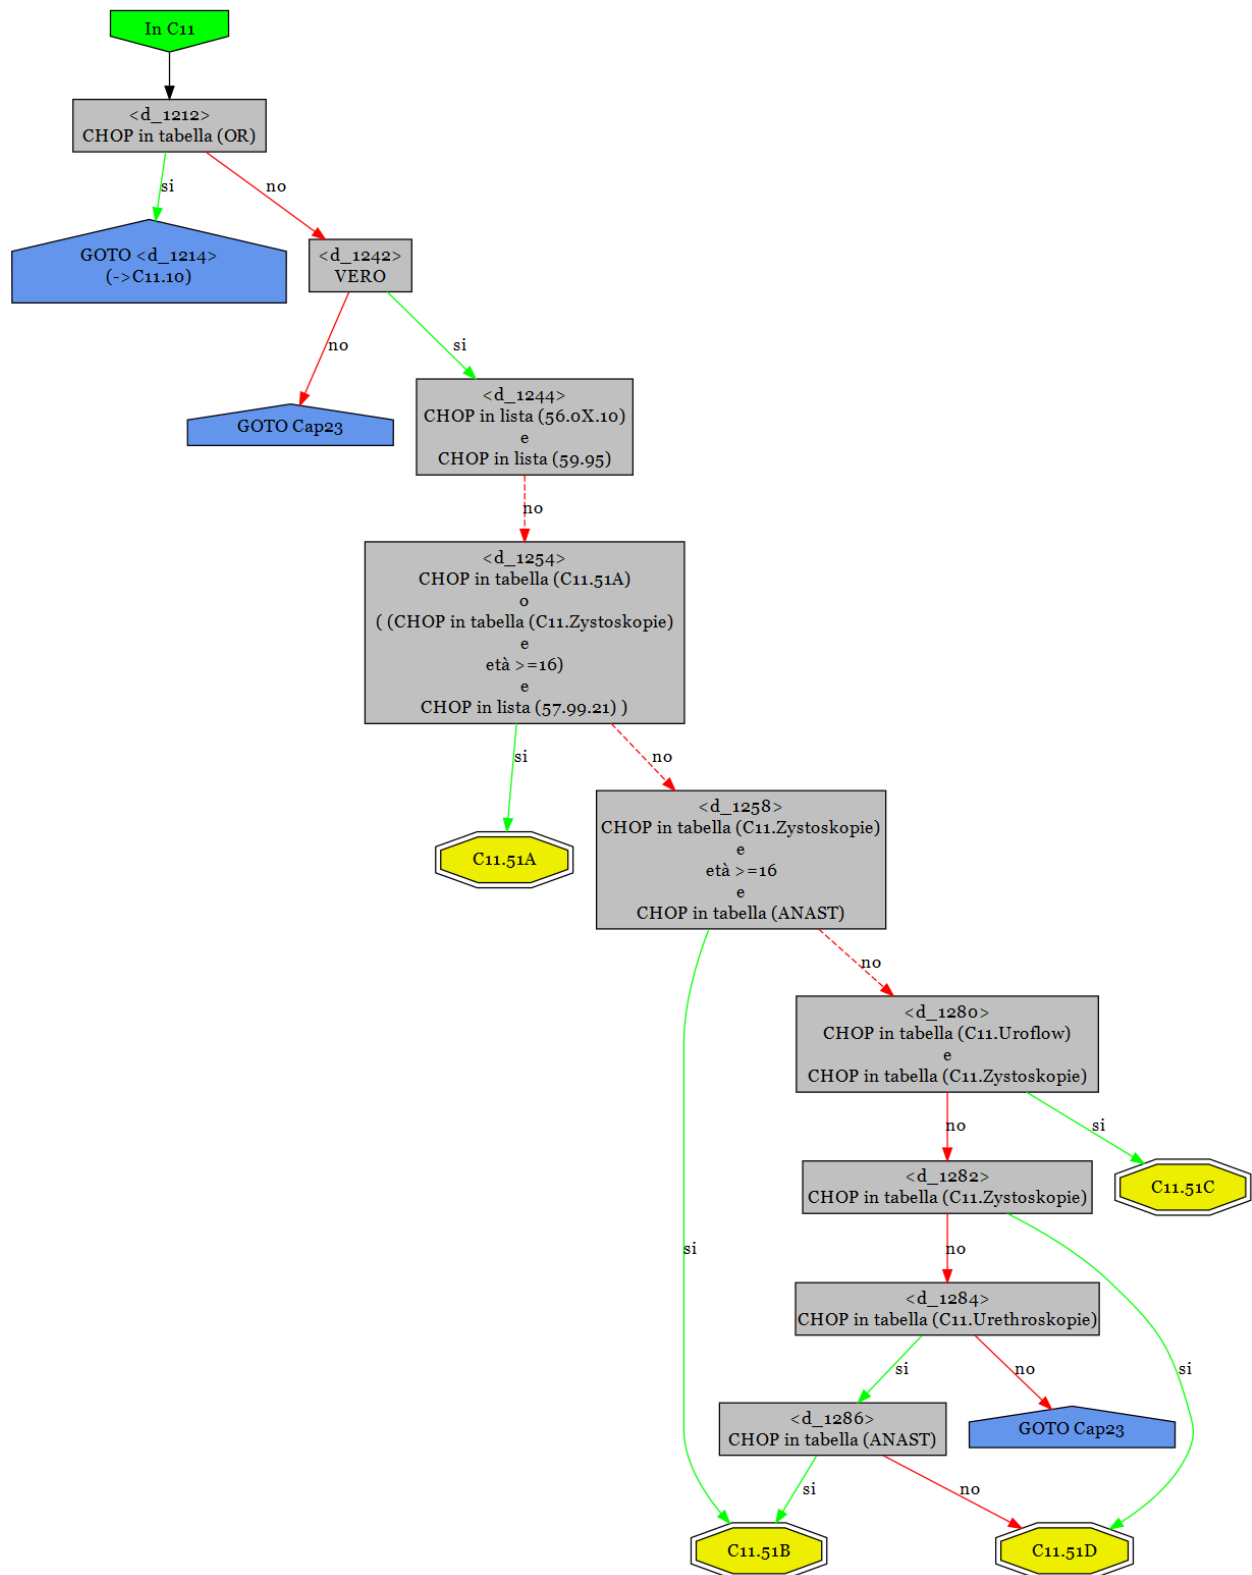 In C11
<d_1212>
CHOP in tabella (OR)
si
no
GOTO <d_1214>
(->C11.10)
<d_1242>
VERO
no
si
GOTO Cap23
<d_1244>
CHOP in lista (56.0X.10)
e
CHOP in lista (59.95)
no
<d_1254>
CHOP in tabella (C11.51A)
o
( (CHOP in tabella (C11.Zystoskopie)
e
età >=16)
e
CHOP in lista (57.99.21) )
si
no
C11.51A
<d_1258>
CHOP in tabella (C11.Zystoskopie)
e
età >=16
e
CHOP in tabella (ANAST)
si
no
<d_1280>
CHOP in tabella (C11.Uroflow)
e
CHOP in tabella (C11.Zystoskopie)
no
si
<d_1282>
CHOP in tabella (C11.Zystoskopie)
C11.51C
no
si
<d_1284>
CHOP in tabella (C11.Urethroskopie)
si
no
<d_1286>
CHOP in tabella (ANAST)
GOTO Cap23
si
no
C11.51B
C11.51D